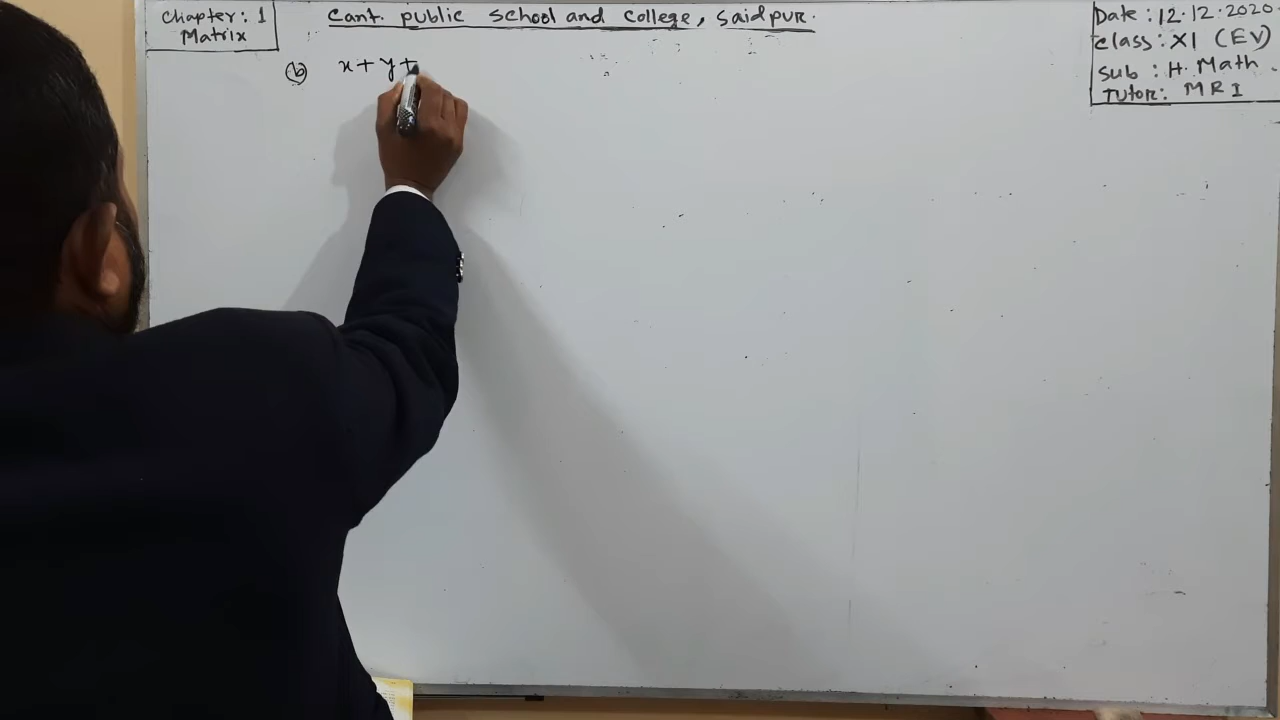 Chapter: 1
Matrix
Cant. public school and college, Saidpur.
Date: 12.12.2020
Class: XI (EV)
Sub : H. Math.
Tutor: MRI
(b) x+y+